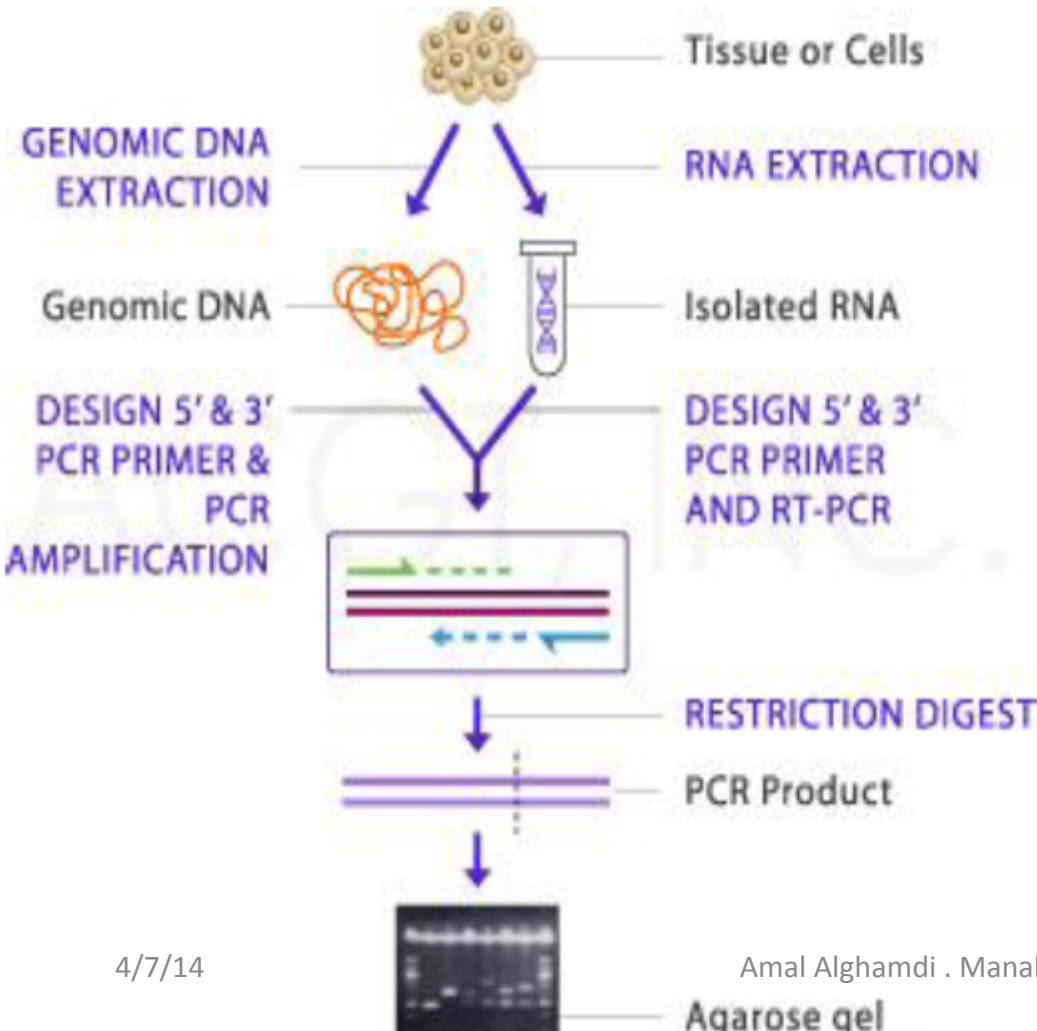 Tissue or Cells
GENOMIC DNA
EXTRACTION
RNA EXTRACTION
Genomic DNA
Isolated RNA
DESIGN 5' & 3'
PCR PRIMER &
PCR
AMPLIFICATION
DESIGN 5' & 3'
PCR PRIMER
AND RT-PCR
RESTRICTION DIGEST
PCR Product
4/7/14
Amal Alghamdi . Manal
Agarose gel